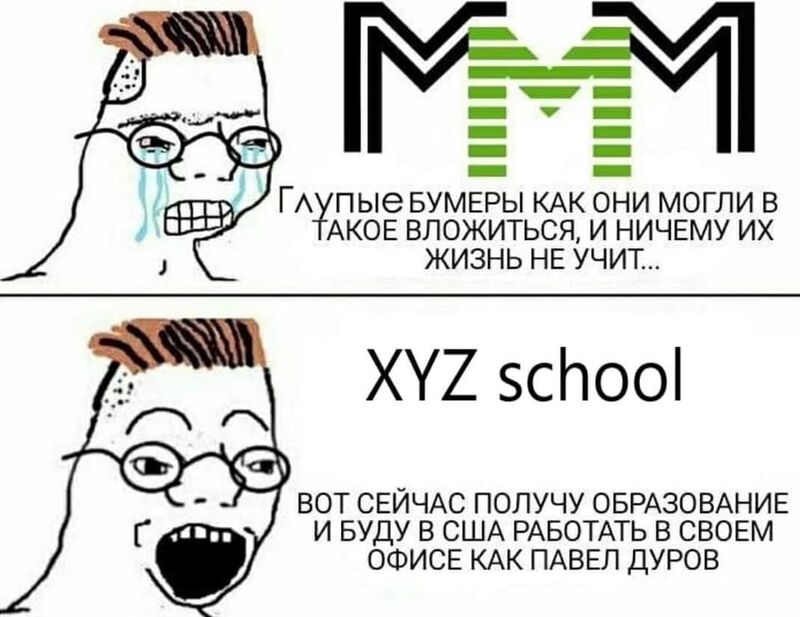 МММ
Глупые БУМЕРЫ КАК ОНИ МОГЛИ В
ТАКОЕ ВЛОЖИТЬСЯ, И НИЧЕМУ ИХ
ЖИЗНЬ НЕ УЧИТ...
XYZ school
ВОТ СЕЙЧАС ПОЛУЧУ ОБРАЗОВАНИЕ
И БУДУ В США РАБОТАТЬ В СВОЕМ
ОФИСЕ КАК ПАВЕЛ ДУРОВ